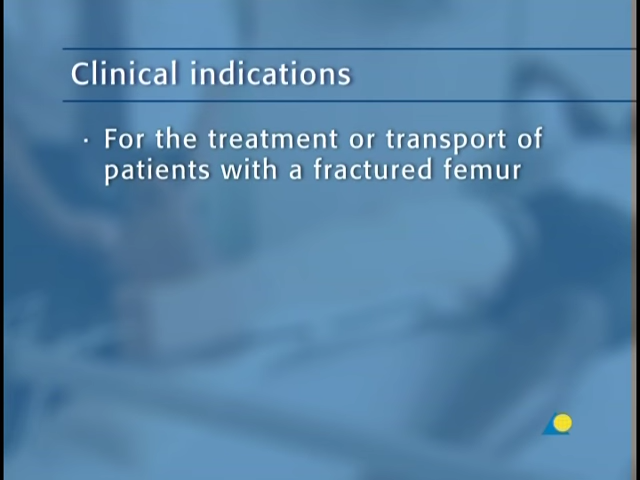 Clinical indications
· For the treatment or transport of
patients with a fractured femur